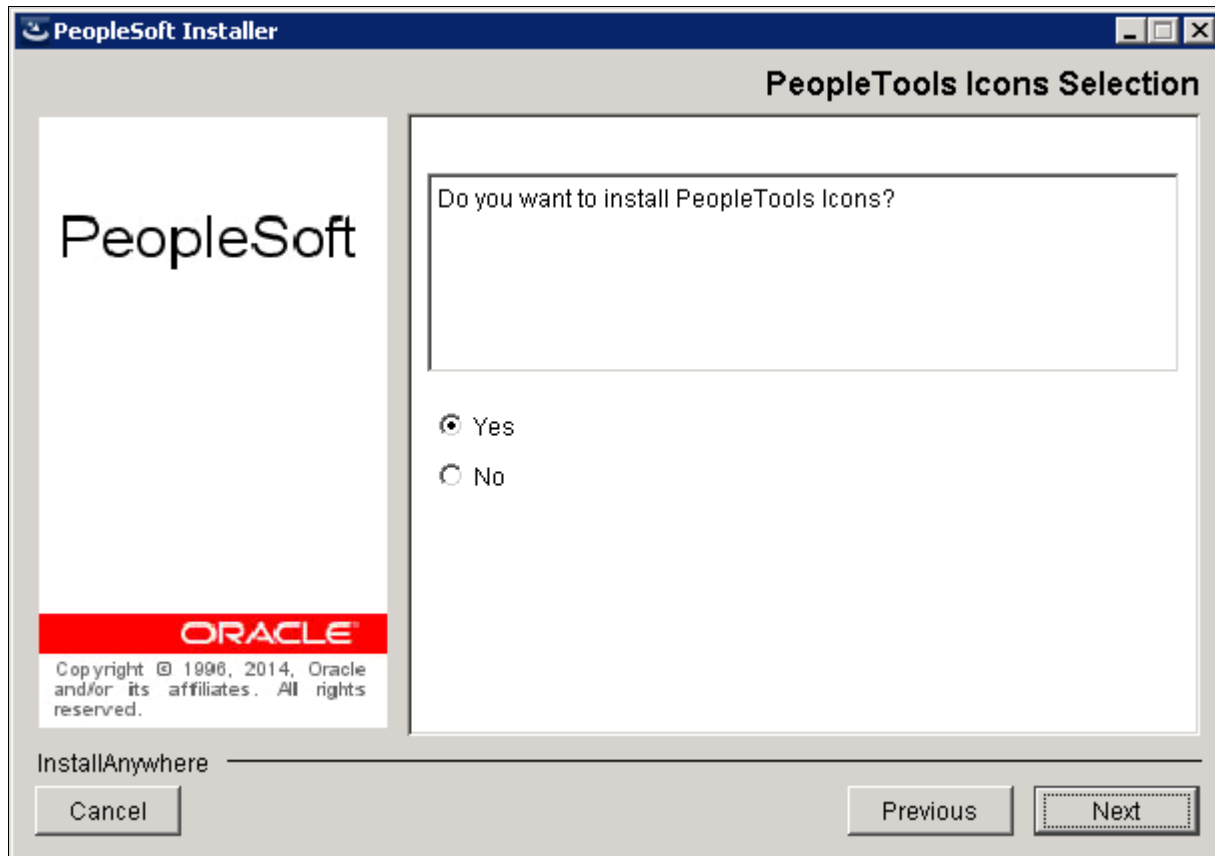 PeopleSoft Installer
PeopleTools Icons Selection
PeopleSoft
ORACLE
Copyright © 1996, 2014, Oracle
and/or its affiliates. All rights
reserved.
Do you want to install PeopleTools Icons?
Yes
No
InstallAnywhere
Cancel
Previous
Next